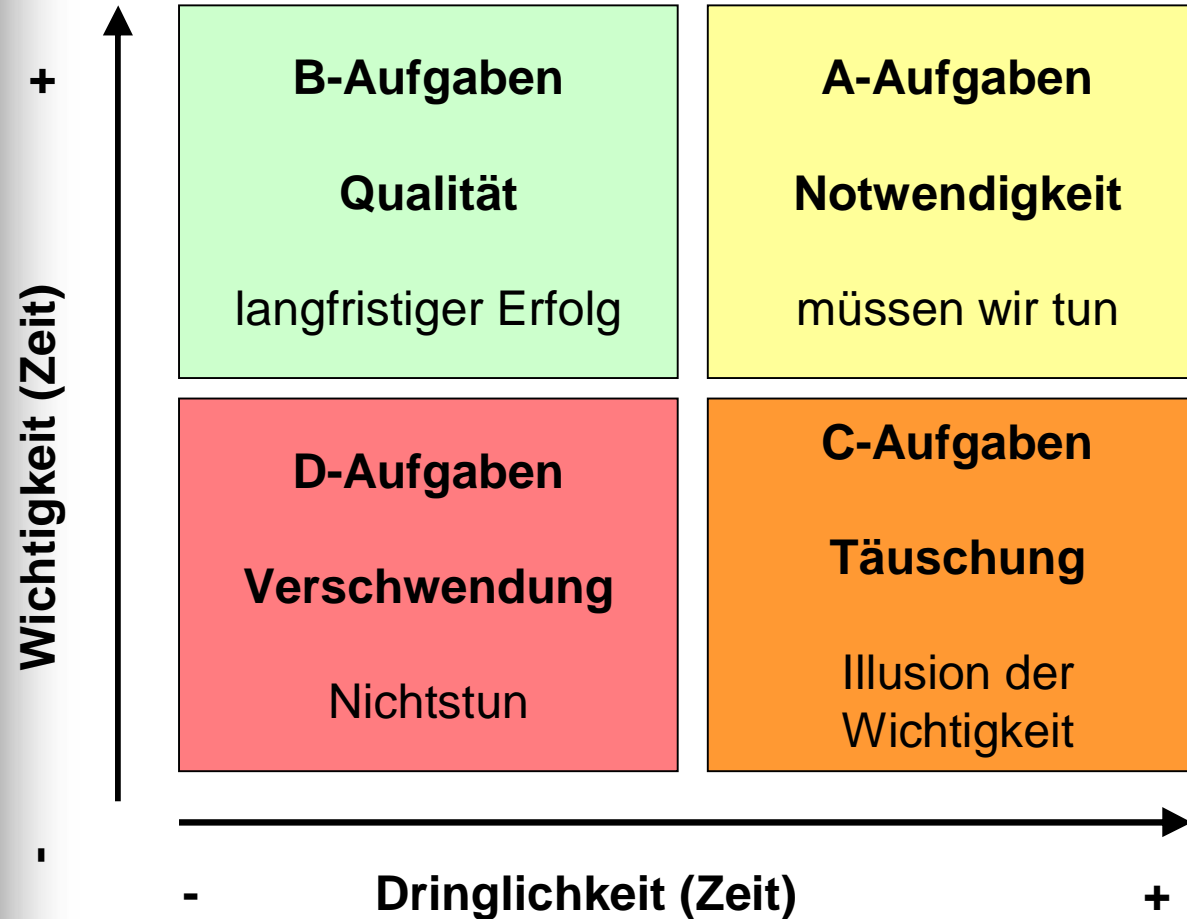 +
Wichtigkeit (Zeit)
-
B-Aufgaben
Qualität
langfristiger Erfolg
A-Aufgaben
Notwendigkeit
müssen wir tun
D-Aufgaben
Verschwendung
Nichtstun
C-Aufgaben
Täuschung
Illusion der
Wichtigkeit
- Dringlichkeit (Zeit) +